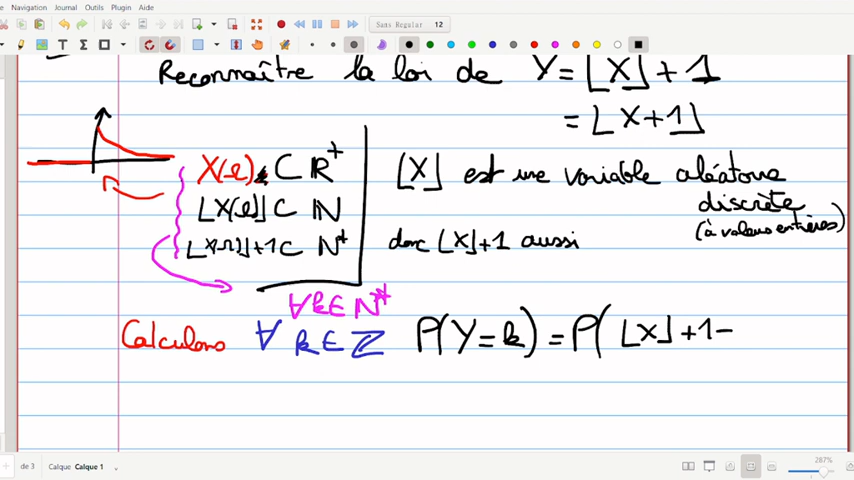 Navigation Journal Outils Plugin Aide
Sans Regular 12
Reconnaître la loi de Y = ⌊X⌋ + 1
= ⌊X+1⌋
X(Ω) ⊂ ℝ⁺
⌊X(Ω)⌋ ⊂ ℕ
⌊X(Ω)⌋+1 ⊂ ℕ*
⌊X⌋ est une variable aléatoire
discrète
(à valeurs entières)
donc ⌊X⌋+1 aussi
∀k∈ℕ*
Calculons ∀ k ∈ ℤ P(Y=k) = P(⌊X⌋+1-
de 3 Calque Calque 1 287%